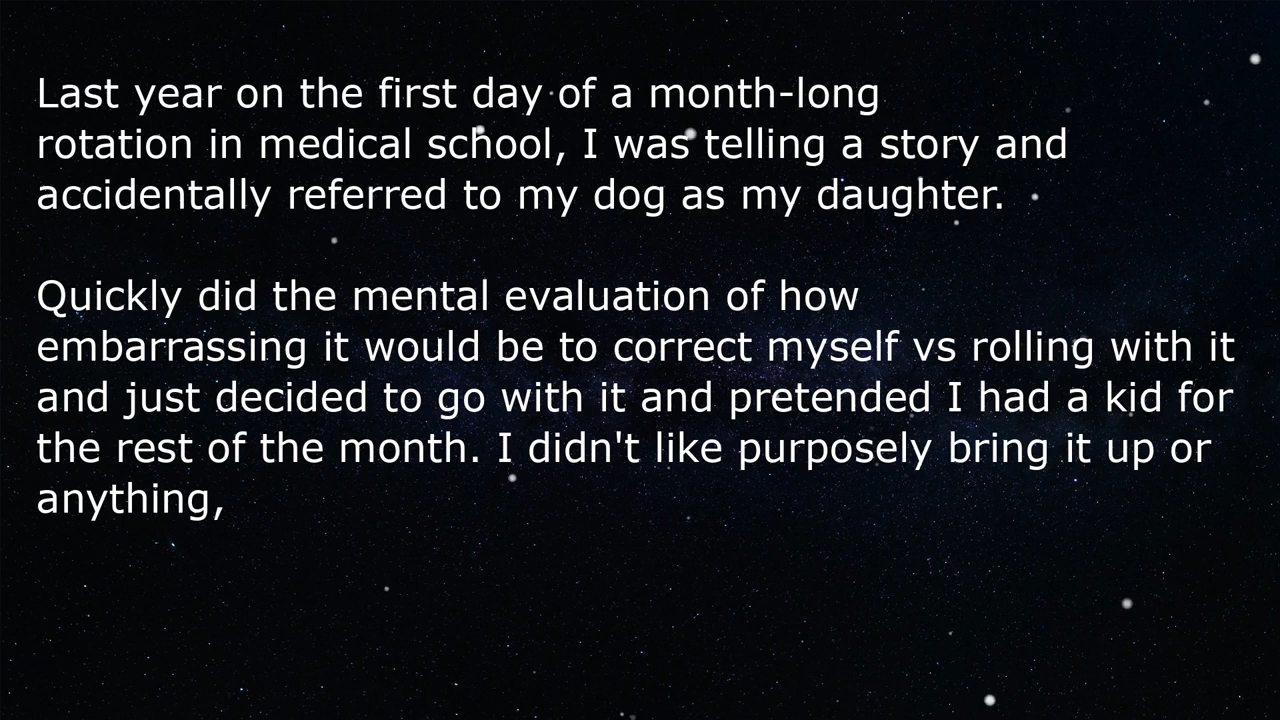 Last year on the first day of a month-long
rotation in medical school, I was telling a story and
accidentally referred to my dog as my daughter.
Quickly did the mental evaluation of how
embarrassing it would be to correct myself vs rolling with it
and just decided to go with it and pretended I had a kid for
the rest of the month. I didn't like purposely bring it up or
anything,